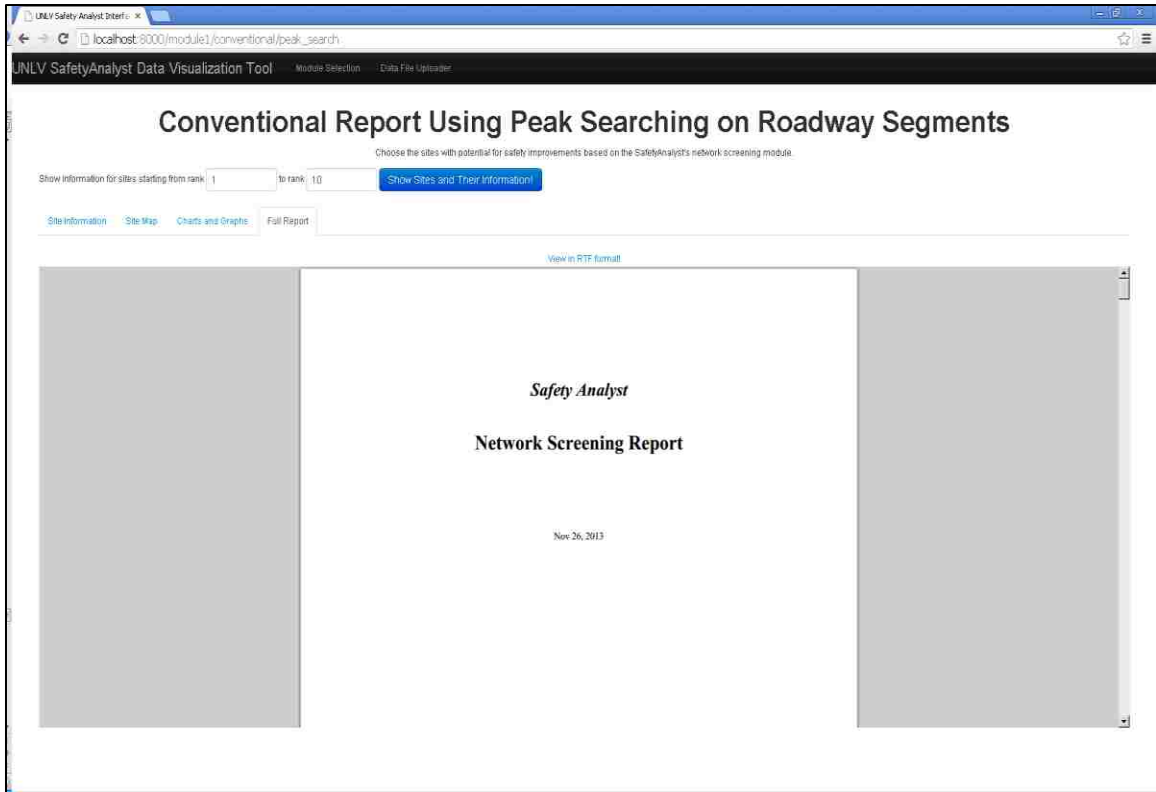 UNLV Safety Analyst Interfa
localhost:8000/module1/conventional/peak_search
UNLV SafetyAnalyst Data Visualization Tool Module Selection Data File Uploader
Conventional Report Using Peak Searching on Roadway Segments
Choose the sites with potential for safety improvements based on the SafetyAnalyst's network screening module.
Show information for sites starting from rank 1 to rank 10 Show Sites and Their Information!
Site Information Site Map Charts and Graphs Full Report
View in RTF format!
Safety Analyst
Network Screening Report
Nov 26, 2013